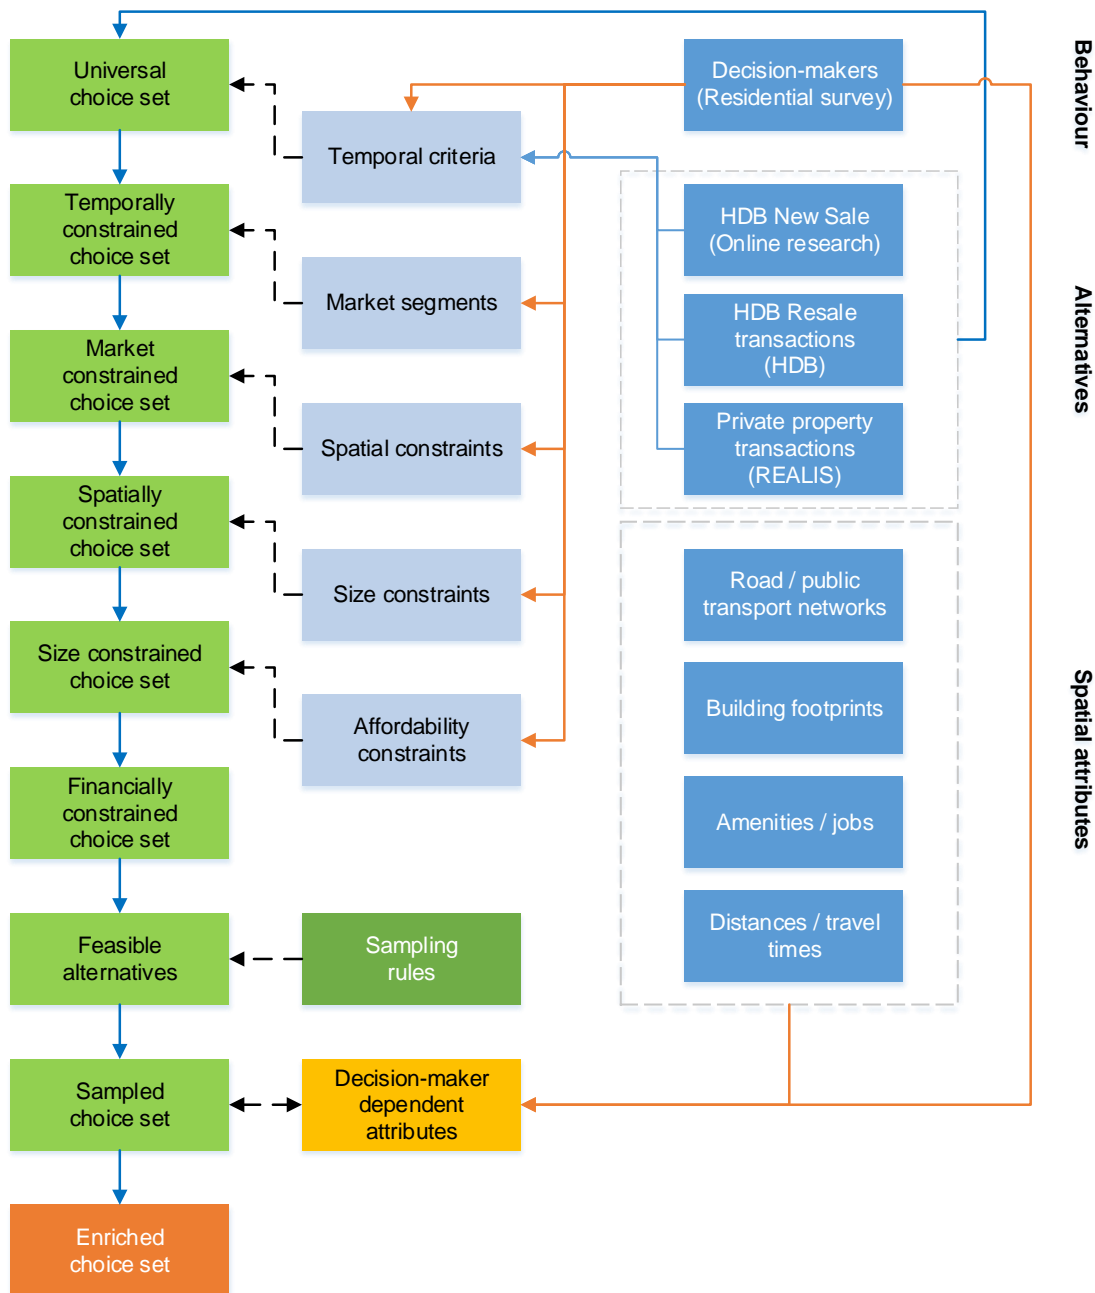 Universal
choice set
Temporally
constrained
choice set
Market
constrained
choice set
Spatially
constrained
choice set
Size constrained
choice set
Financially
constrained
choice set
Feasible
alternatives
Sampled
choice set
Enriched
choice set
Temporal criteria
Market segments
Spatial constraints
Size constraints
Affordability
constraints
Sampling
rules
Decision-maker
dependent
attributes
Decision-makers
(Residential survey)
HDB New Sale
(Online research)
HDB Resale
transactions
(HDB)
Private property
transactions
(REALIS)
Road / public
transport networks
Building footprints
Amenities / jobs
Distances / travel
times
Behaviour
Alternatives
Spatial attributes